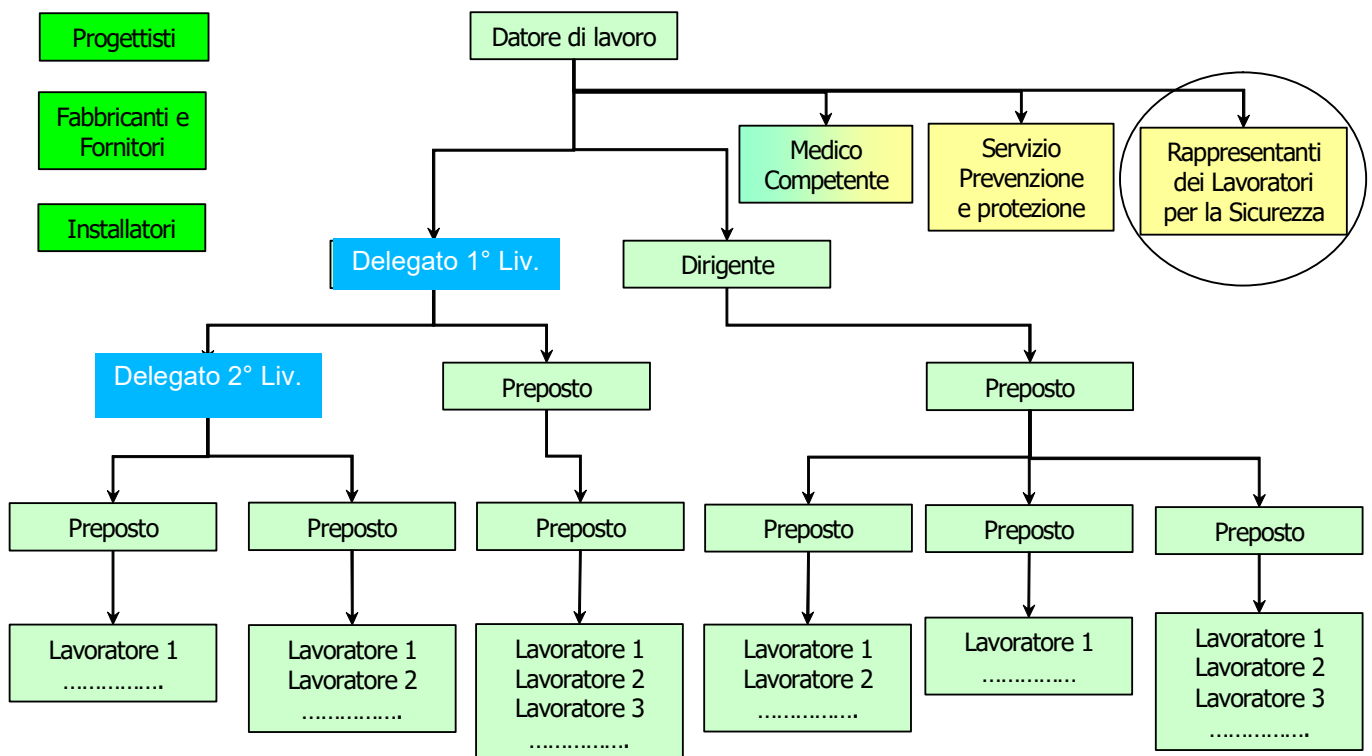 Progettisti
Datore di lavoro
Fabbricanti e
Fornitori
Medico
Competente
Servizio
Prevenzione
e protezione
Rappresentanti
dei Lavoratori
per la Sicurezza
Installatori
Delegato 1° Liv.
Dirigente
Delegato 2° Liv.
Preposto
Preposto
Preposto
Preposto
Preposto
Preposto
Preposto
Preposto
Lavoratore 1
…………….
Lavoratore 1
Lavoratore 2
…………….
Lavoratore 1
Lavoratore 2
Lavoratore 3
…………….
Lavoratore 1
Lavoratore 2
…………….
Lavoratore 1
……………
Lavoratore 1
Lavoratore 2
Lavoratore 3
…………….